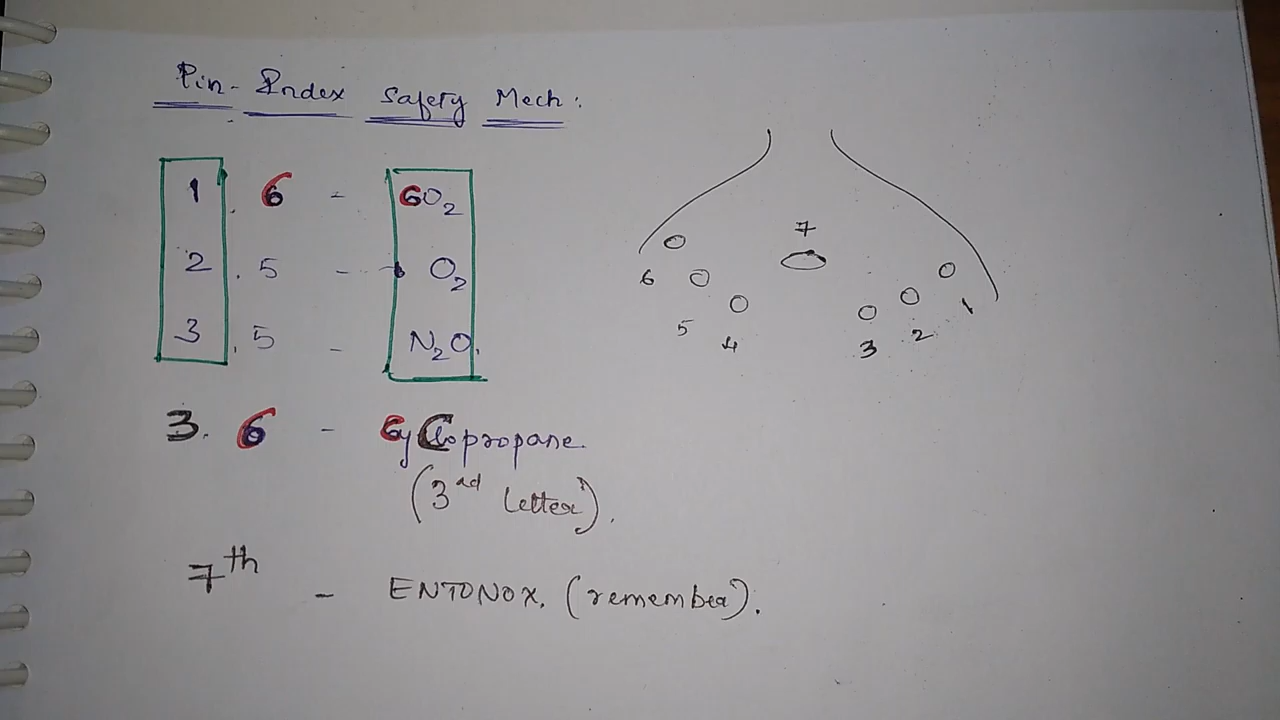 Pin-Index Safety Mech:
1. 6 - CO2
2. 5 - O2
3. 5 - N2O.
3. 6 - Cyclopropane.
(3rd letter).
7th - ENTONOX. (remember).
7
6 5 4 3 2 1